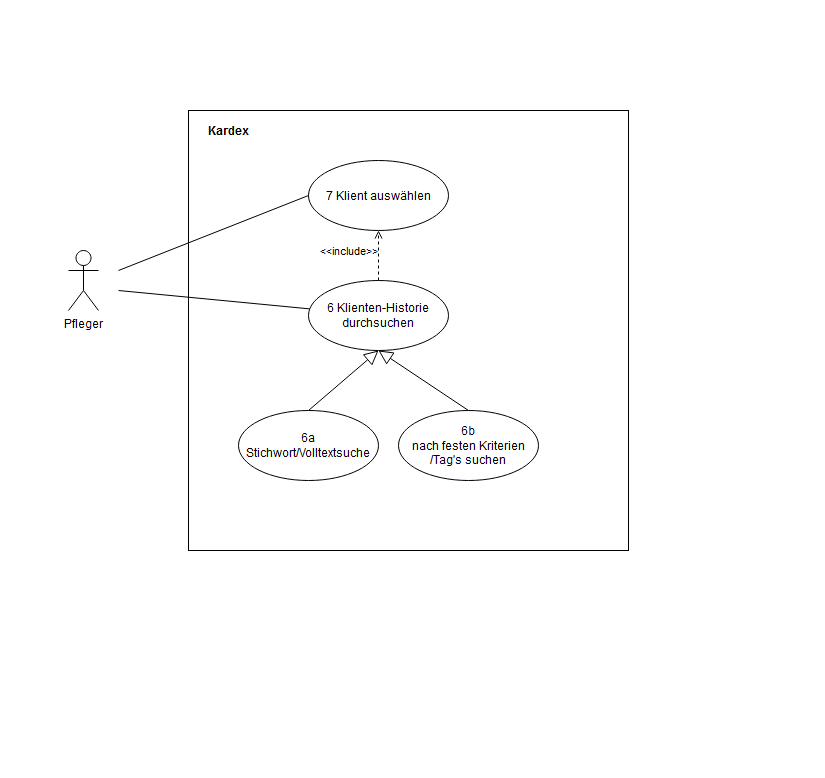 Kardex
7 Klient auswählen
<<include>>
6 Klienten-Historie
durchsuchen
Pfleger
6a
Stichwort/Volltextsuche
6b
nach festen Kriterien
/Tag's suchen